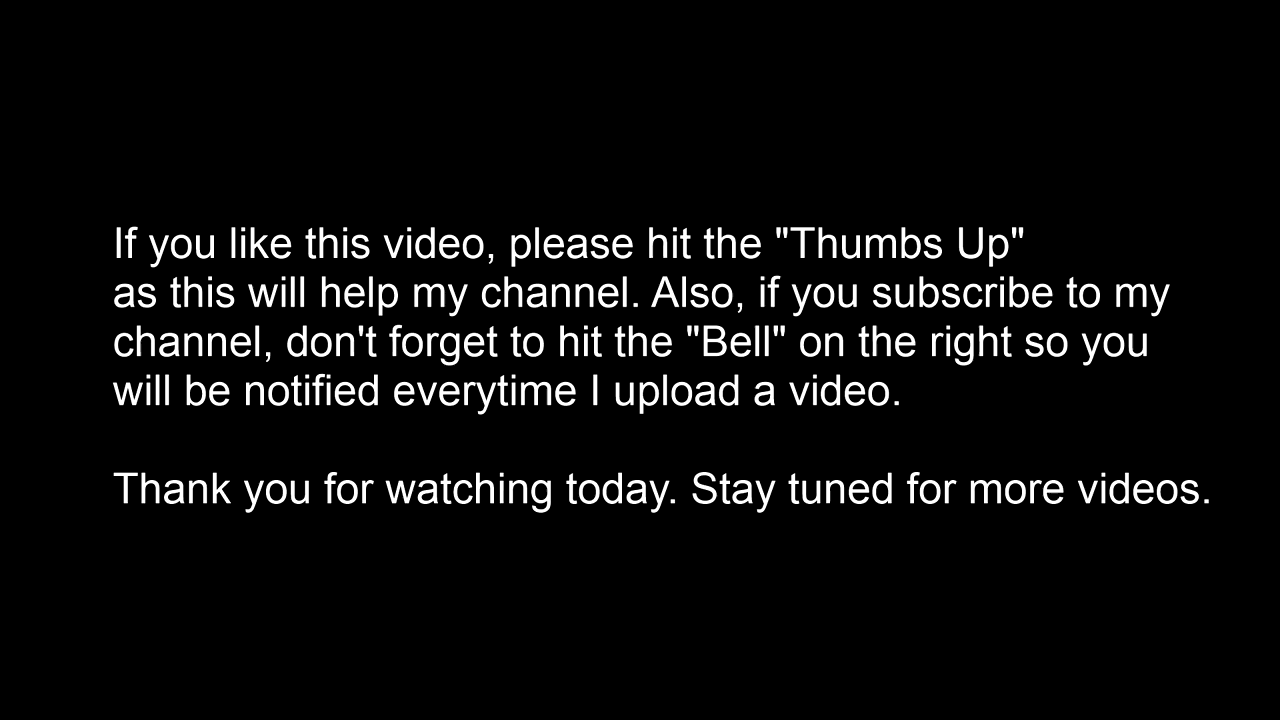 If you like this video, please hit the "Thumbs Up"
as this will help my channel. Also, if you subscribe to my
channel, don't forget to hit the "Bell" on the right so you
will be notified everytime I upload a video.
Thank you for watching today. Stay tuned for more videos.